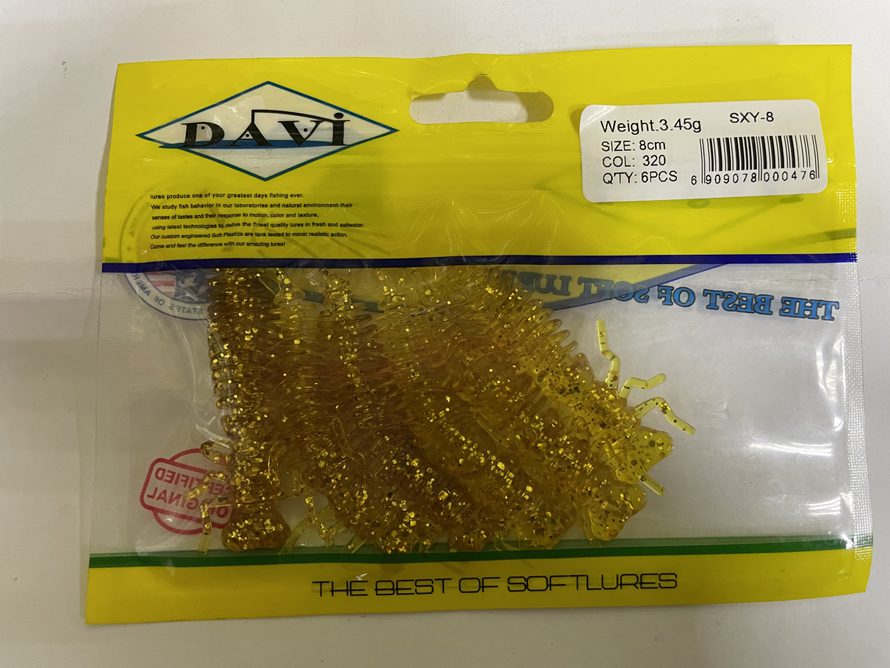 DAVI
lures produce one of your greatest days fishing ever.
We study fish behavior in our laboratories and natural environment-their
senses of tastes and their response to motion, color and texture,
using latest technologies to delive the finest quality lures in fresh and saltwater.
Our custom engineered Soft Plastics are tank tested to mimic realistic action.
Come and feel the difference with our amazing lures!
Weight.3.45g SXY-8
SIZE: 8cm
COL: 320
Q'TY: 6PCS
6 909078 000476
THE BEST OF SOFT LURES
STATES OF AMER
CERTIFIED
ORIGINAL
THE BEST OF SOFTLURES